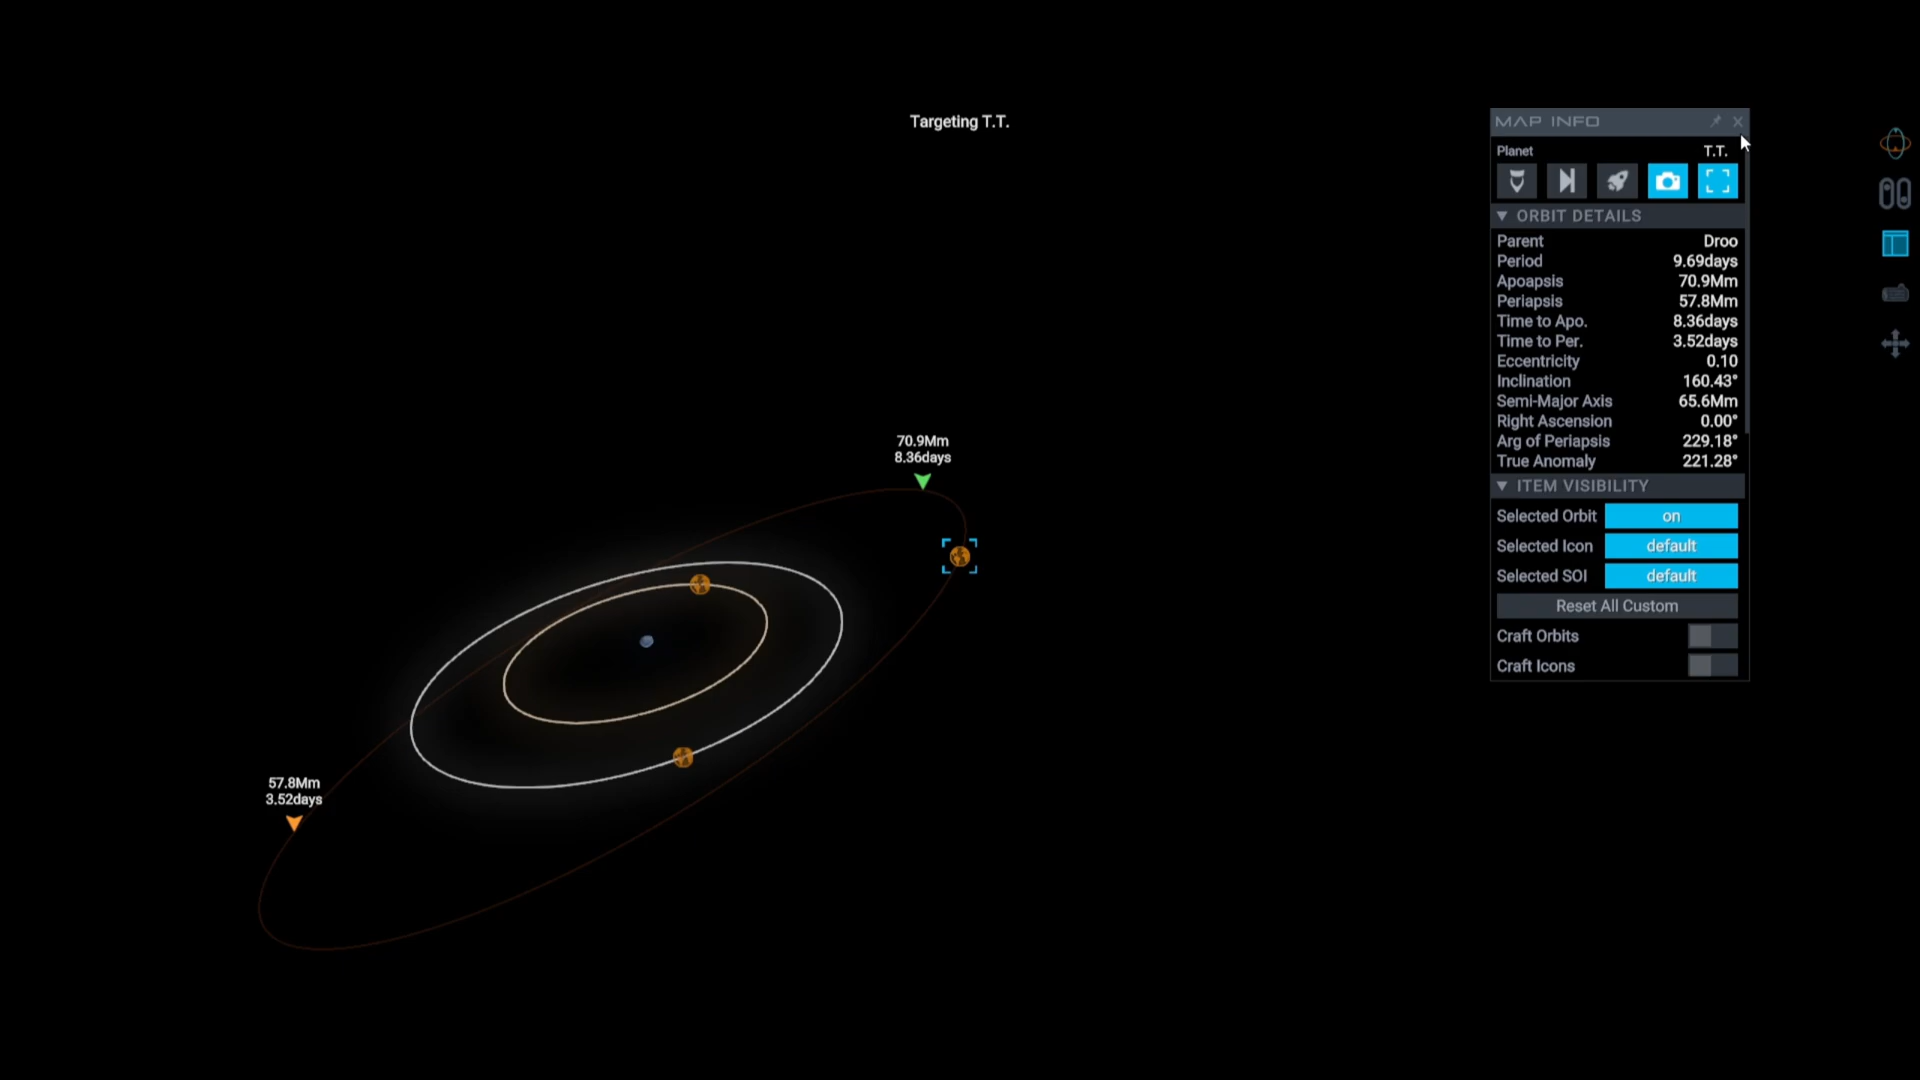 Targeting T.T.
MAP INFO
Planet T.T.
ORBIT DETAILS
Parent Droo
Period 9.69days
Apoapsis 70.9Mm
Periapsis 57.8Mm
Time to Apo. 8.36days
Time to Per. 3.52days
Eccentricity 0.10
Inclination 160.43°
Semi-Major Axis 65.6Mm
Right Ascension 0.00°
Arg of Periapsis 229.18°
True Anomaly 221.28°
ITEM VISIBILITY
Selected Orbit on
Selected Icon default
Selected SOI default
Reset All Custom
Craft Orbits
Craft Icons
70.9Mm
8.36days
57.8Mm
3.52days